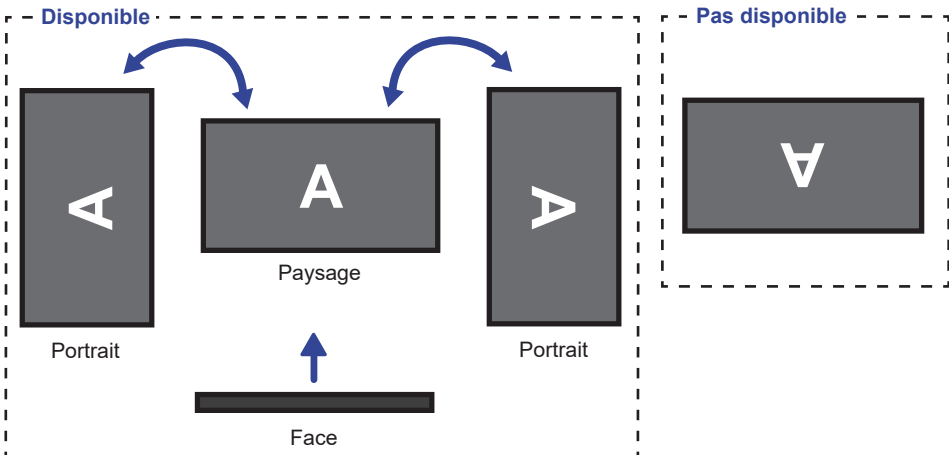 Disponible
Pas disponible
A
A
A
A
Paysage
Portrait
Portrait
Face